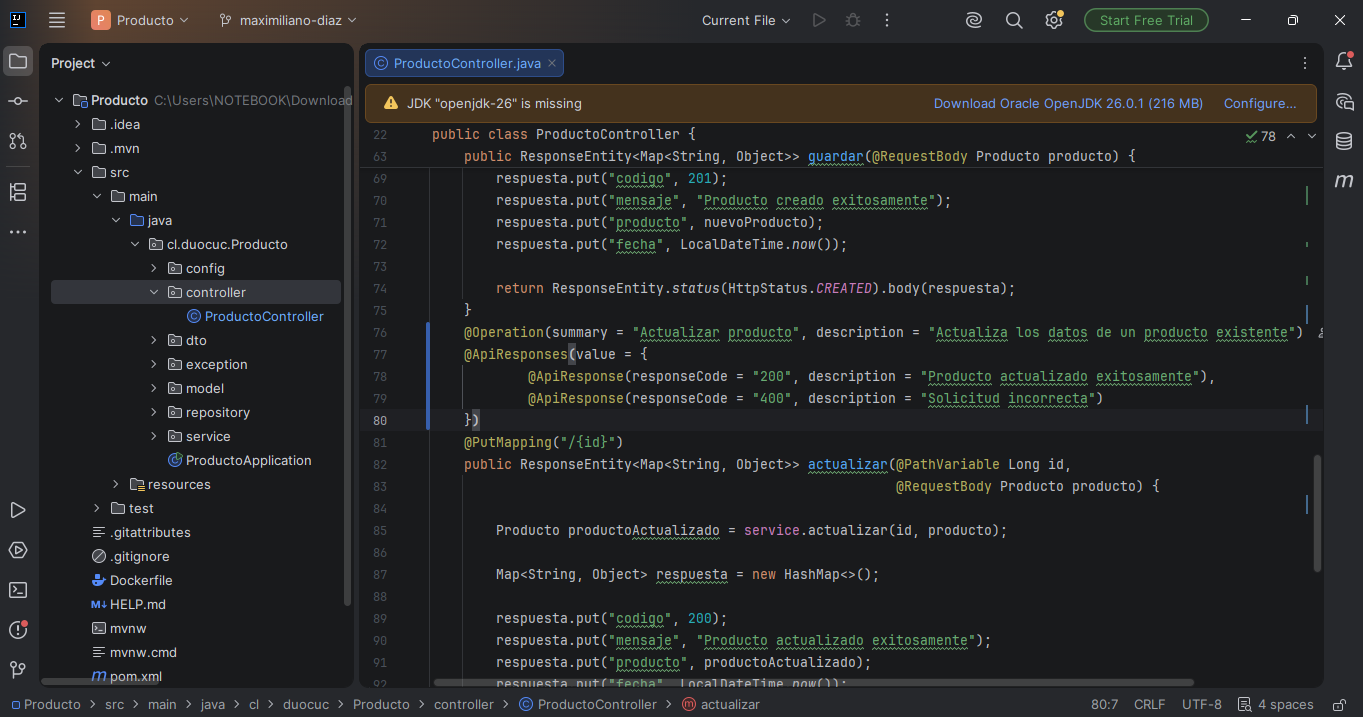 P Producto maximiliano-diaz Current File Start Free Trial
Project
Producto C:\Users\NOTEBOOK\Download
.idea
.mvn
src
main
java
cl.duocuc.Producto
config
controller
ProductoController
dto
exception
model
repository
service
ProductoApplication
resources
test
.gitattributes
.gitignore
Dockerfile
HELP.md
mvnw
mvnw.cmd
pom.xml
ProductoController.java
JDK "openjdk-26" is missing Download Oracle OpenJDK 26.0.1 (216 MB) Configure...
78
22 public class ProductoController {
63 public ResponseEntity<Map<String, Object>> guardar(@RequestBody Producto producto) {
69 respuesta.put("codigo", 201);
70 respuesta.put("mensaje", "Producto creado exitosamente");
71 respuesta.put("producto", nuevoProducto);
72 respuesta.put("fecha", LocalDateTime.now());
73
74 return ResponseEntity.status(HttpStatus.CREATED).body(respuesta);
75 }
76 @Operation(summary = "Actualizar producto", description = "Actualiza los datos de un producto existente")
77 @ApiResponses(value = {
78 @ApiResponse(responseCode = "200", description = "Producto actualizado exitosamente"),
79 @ApiResponse(responseCode = "400", description = "Solicitud incorrecta")
80 })
81 @PutMapping("/{id}")
82 public ResponseEntity<Map<String, Object>> actualizar(@PathVariable Long id,
83 @RequestBody Producto producto) {
84
85 Producto productoActualizado = service.actualizar(id, producto);
86
87 Map<String, Object> respuesta = new HashMap<>();
88
89 respuesta.put("codigo", 200);
90 respuesta.put("mensaje", "Producto actualizado exitosamente");
91 respuesta.put("producto", productoActualizado);
92 respuesta.put("fecha", LocalDateTime.now());
Producto > src > main > java > cl > duocuc > Producto > controller > ProductoController > actualizar 80:7 CRLF UTF-8 4 spaces